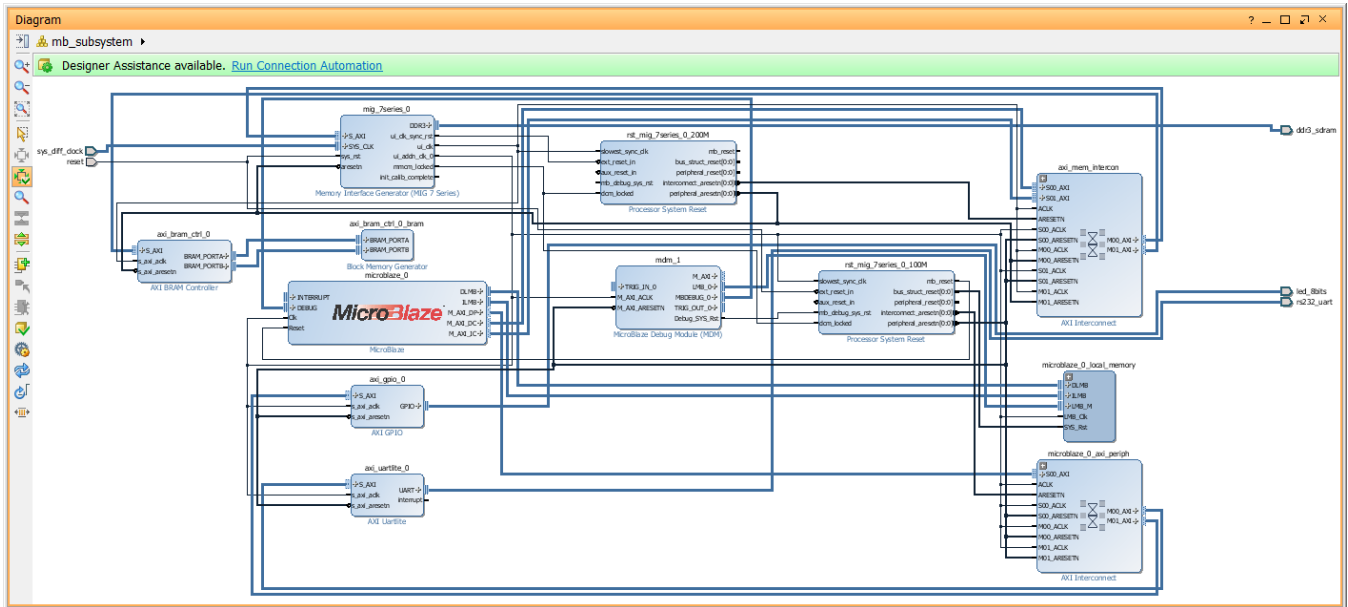 Diagram
mb_subsystem
Designer Assistance available. Run Connection Automation
sys_diff_clock
reset
mig_7series_0
S_AXI
SYS_CLK
sys_rst
aresetn
DDR3
ui_clk_sync_rst
ui_clk
ui_addn_clk_0
mmcm_locked
init_calib_complete
Memory Interface Generator (MIG 7 Series)
rst_mig_7series_0_200M
slowest_sync_clk
ext_reset_in
aux_reset_in
mb_debug_sys_rst
dcm_locked
mb_reset
bus_struct_reset[0:0]
peripheral_reset[0:0]
interconnect_aresetn[0:0]
peripheral_aresetn[0:0]
Processor System Reset
ddr3_sdram
axi_mem_intercon
S00_AXI
S01_AXI
ACLK
ARESETN
S00_ACLK
S00_ARESETN
M00_ACLK
M00_ARESETN
S01_ACLK
S01_ARESETN
M01_ACLK
M01_ARESETN
M00_AXI
M01_AXI
AXI Interconnect
axi_bram_ctrl_0
S_AXI
s_axi_aclk
s_axi_aresetn
BRAM_PORTA
BRAM_PORTB
AXI BRAM Controller
axi_bram_ctrl_0_bram
BRAM_PORTA
BRAM_PORTB
Block Memory Generator
microblaze_0
INTERRUPT
DEBUG
Clk
Reset
MicroBlaze
DLMB
ILMB
M_AXI_DP
M_AXI_DC
M_AXI_IC
MicroBlaze
mdm_1
TRIG_IN_0
M_AXI_ACLK
M_AXI_ARESETN
M_AXI
LMB_0
MBDEBUG_0
TRIG_OUT_0
Debug_SYS_Rst
MicroBlaze Debug Module (MDM)
rst_mig_7series_0_100M
slowest_sync_clk
ext_reset_in
aux_reset_in
mb_debug_sys_rst
dcm_locked
mb_reset
bus_struct_reset[0:0]
peripheral_reset[0:0]
interconnect_aresetn[0:0]
peripheral_aresetn[0:0]
Processor System Reset
led_8bits
rs232_uart
axi_gpio_0
S_AXI
s_axi_aclk
s_axi_aresetn
GPIO
AXI GPIO
microblaze_0_local_memory
DLMB
ILMB
LMB_M
LMB_Clk
SYS_Rst
axi_uartlite_0
S_AXI
s_axi_aclk
s_axi_aresetn
UART
interrupt
AXI Uartlite
microblaze_0_axi_periph
S00_AXI
ACLK
ARESETN
S00_ACLK
S00_ARESETN
M00_ACLK
M00_ARESETN
M01_ACLK
M01_ARESETN
M00_AXI
M01_AXI
AXI Interconnect